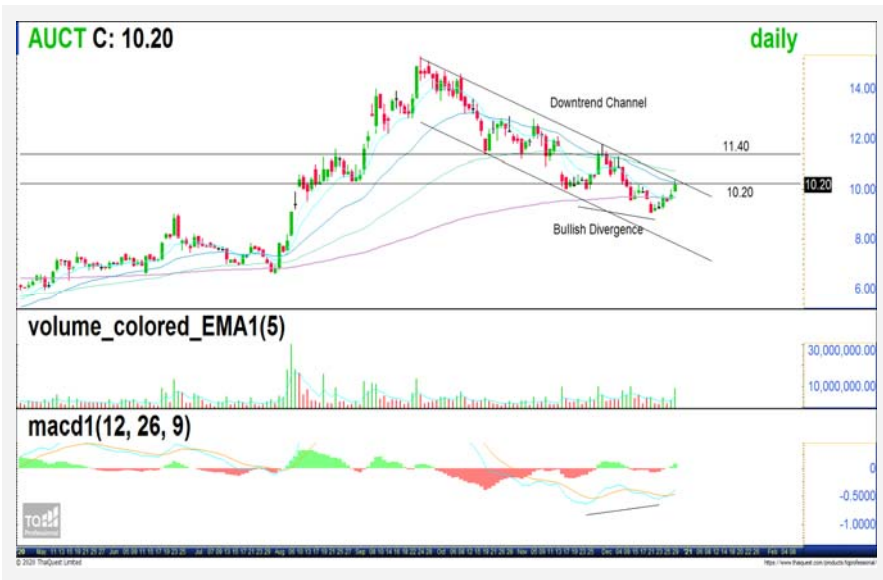 AUCT C: 10.20
daily
14.00
Downtrend Channel
12.00
11.40
10.20
10.00
10.20
Bullish Divergence
8.00
6.00
volume_colored_EMA1(5)
30,000,000.00
10,000,000.00
macd1(12, 26, 9)
0
-0.5000
-1.0000
TQ
Professional
© 2020 ThaiQuest Limited